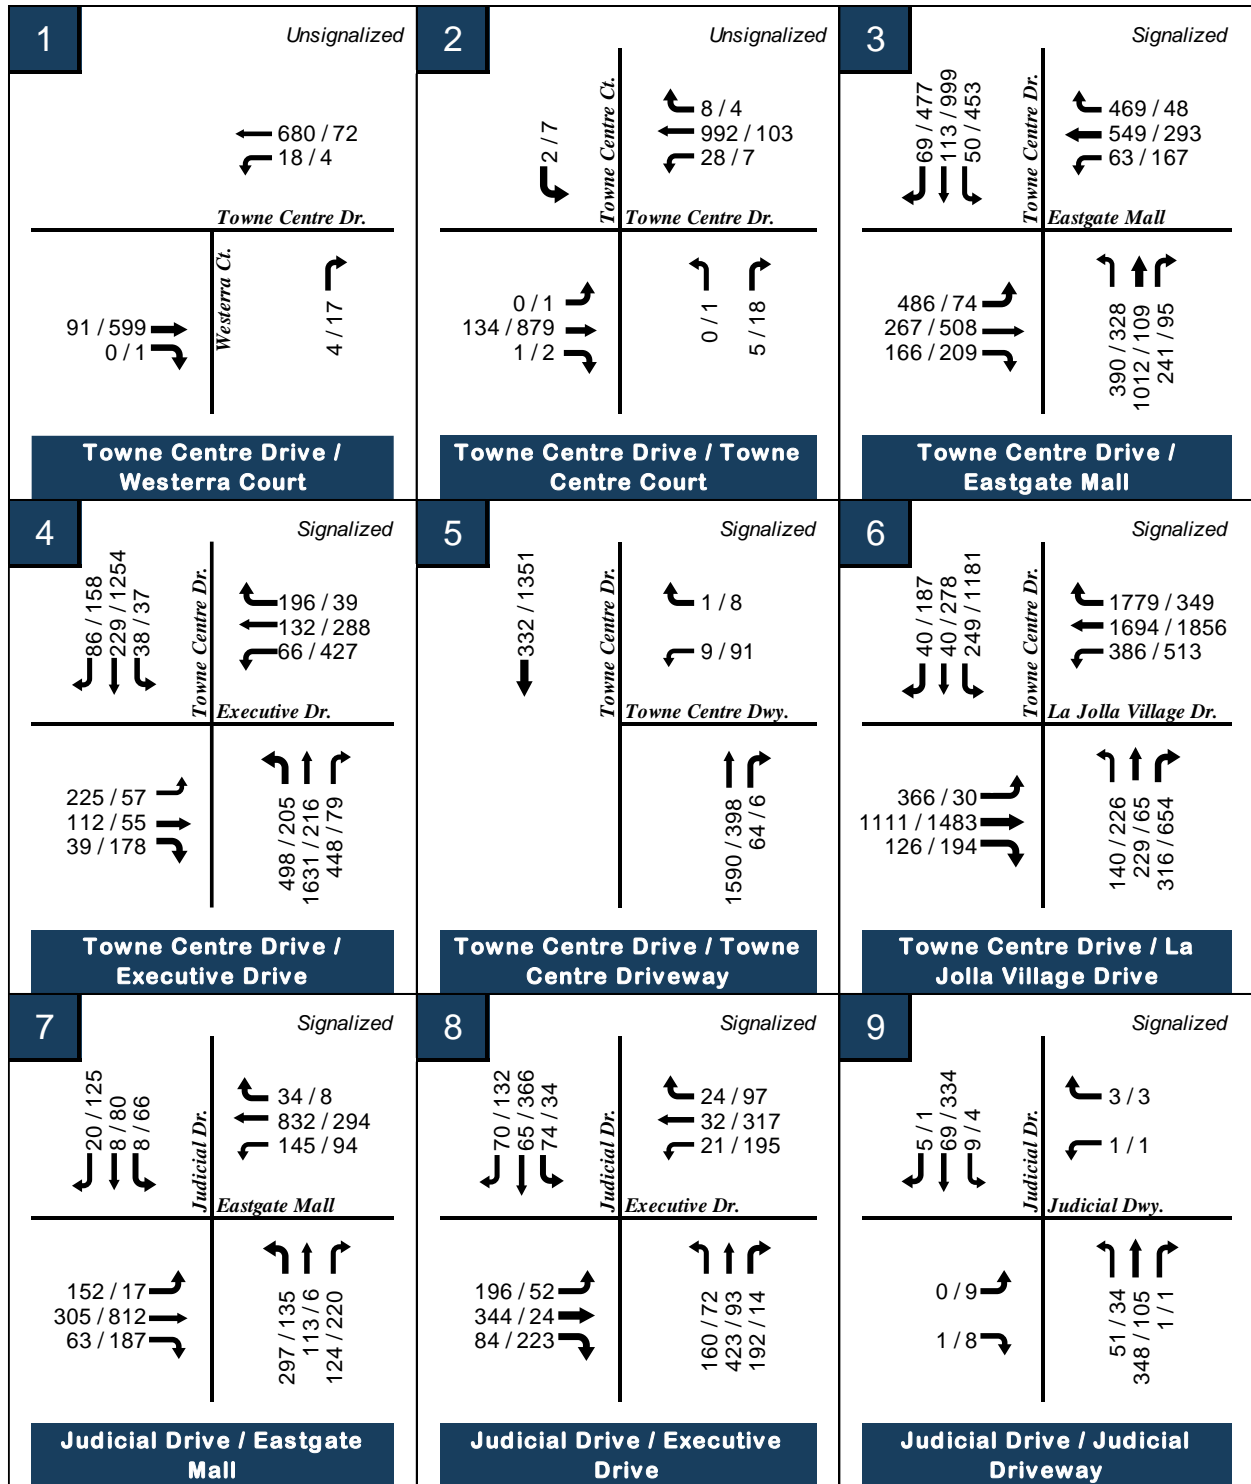 1
Unsignalized
680 / 72
18 / 4
Towne Centre Dr.
Westerra Ct.
91 / 599
0 / 1
4 / 17
Towne Centre Drive /
Westerra Court
2
Unsignalized
2 / 7
Towne Centre Ct.
8 / 4
992 / 103
28 / 7
Towne Centre Dr.
0 / 1
134 / 879
1 / 2
0 / 1
5 / 18
Towne Centre Drive / Towne
Centre Court
3
Signalized
69 / 477
113 / 999
50 / 453
Towne Centre Dr.
469 / 48
549 / 293
63 / 167
Eastgate Mall
486 / 74
267 / 508
166 / 209
390 / 328
1012 / 109
241 / 95
Towne Centre Drive /
Eastgate Mall
4
Signalized
86 / 158
229 / 1254
38 / 37
Towne Centre Dr.
196 / 39
132 / 288
66 / 427
Executive Dr.
225 / 57
112 / 55
39 / 178
498 / 205
1631 / 216
448 / 79
Towne Centre Drive /
Executive Drive
5
Signalized
332 / 1351
Towne Centre Dr.
1 / 8
9 / 91
Towne Centre Dwy.
1590 / 398
64 / 6
Towne Centre Drive / Towne
Centre Driveway
6
Signalized
40 / 187
40 / 278
249 / 1181
Towne Centre Dr.
1779 / 349
1694 / 1856
386 / 513
La Jolla Village Dr.
366 / 30
1111 / 1483
126 / 194
140 / 226
229 / 65
316 / 654
Towne Centre Drive / La
Jolla Village Drive
7
Signalized
20 / 125
8 / 80
8 / 66
Judicial Dr.
34 / 8
832 / 294
145 / 94
Eastgate Mall
152 / 17
305 / 812
63 / 187
297 / 135
113 / 6
124 / 220
Judicial Drive / Eastgate
Mall
8
Signalized
70 / 132
65 / 366
74 / 34
Judicial Dr.
24 / 97
32 / 317
21 / 195
Executive Dr.
196 / 52
344 / 24
84 / 223
160 / 72
423 / 93
192 / 14
Judicial Drive / Executive
Drive
9
Signalized
5 / 1
69 / 334
9 / 4
Judicial Dr.
3 / 3
1 / 1
Judicial Dwy.
0 / 9
1 / 8
51 / 34
348 / 105
1 / 1
Judicial Drive / Judicial
Driveway